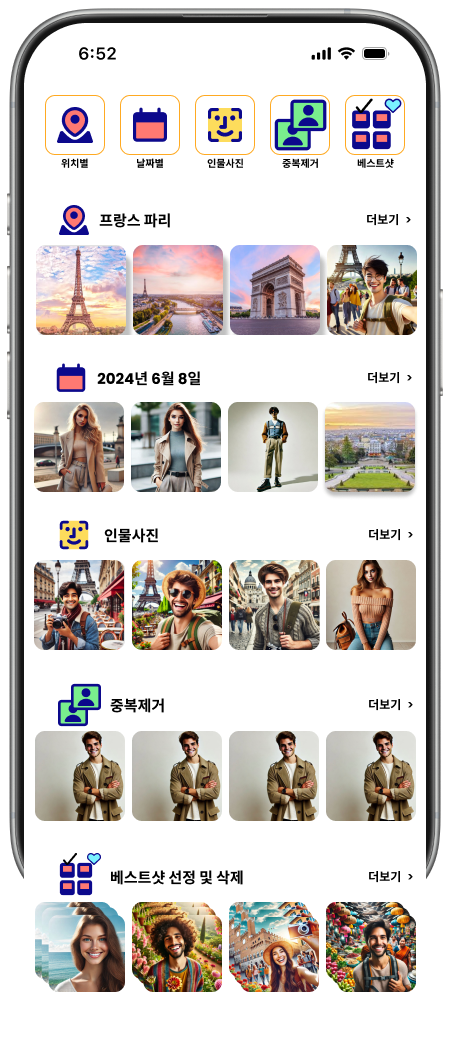 6:52
위치별
날짜별
인물사진
중복제거
베스트샷
프랑스 파리
더보기 >
2024년 6월 8일
더보기 >
인물사진
더보기 >
중복제거
더보기 >
베스트샷 선정 및 삭제
더보기 >